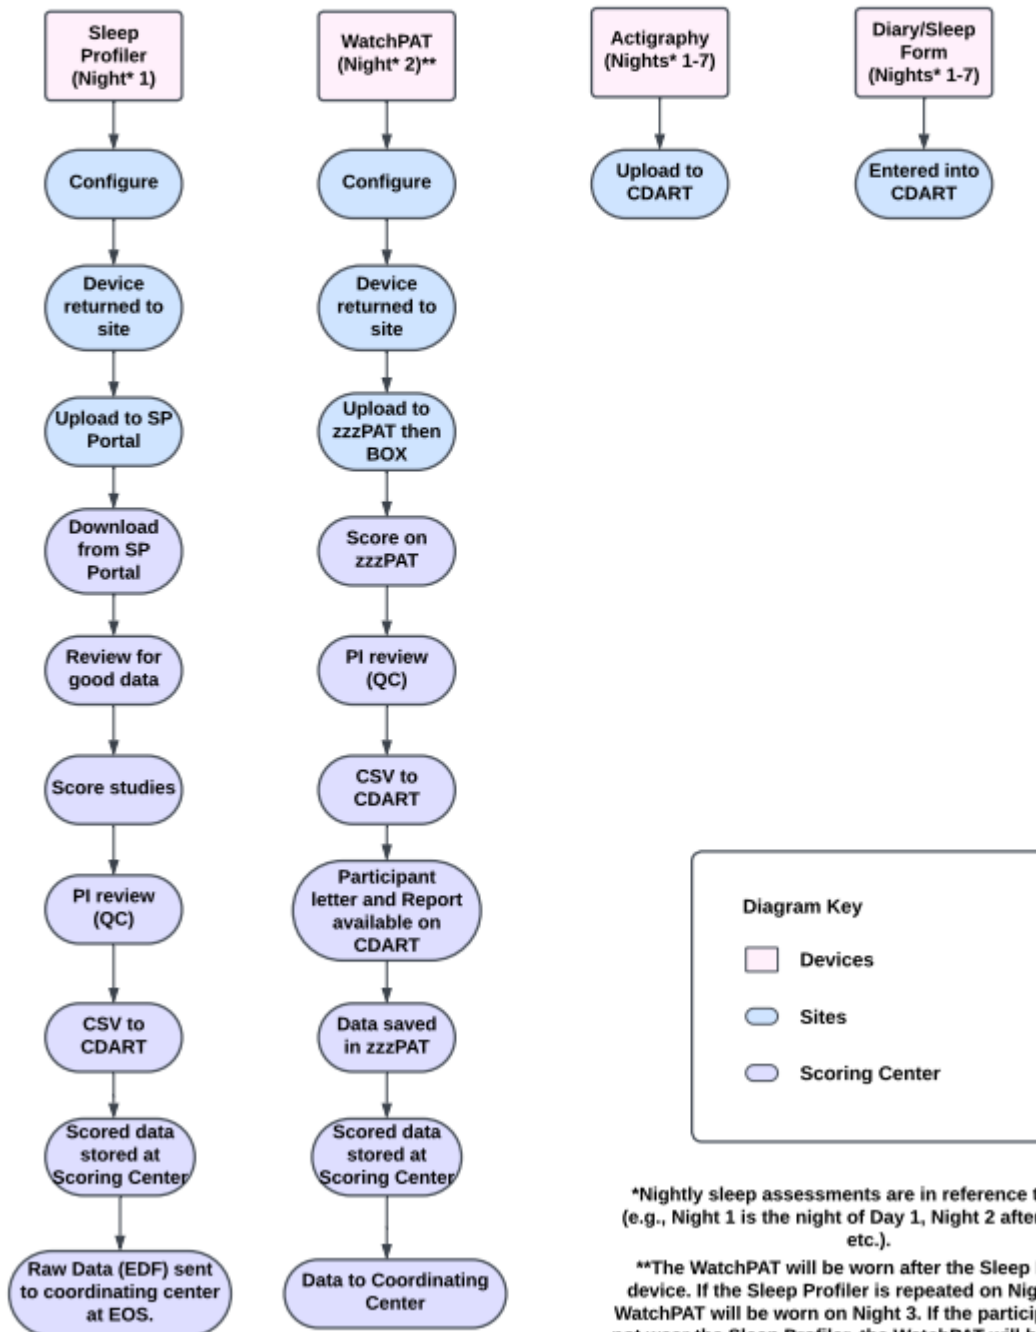 Sleep
Profiler
(Night* 1)
Configure
Device
returned to
site
Upload to SP
Portal
Download
from SP
Portal
Review for
good data
Score studies
PI review
(QC)
CSV to
CDART
Scored data
stored at
Scoring Center
Raw Data (EDF) sent
to coordinating center
at EOS.
WatchPAT
(Night* 2)**
Configure
Device
returned to
site
Upload to
zzzPAT then
BOX
Score on
zzzPAT
PI review
(QC)
CSV to
CDART
Participant
letter and Report
available on
CDART
Data saved
in zzzPAT
Scored data
stored at
Scoring Center
Data to Coordinating
Center
Actigraphy
(Nights* 1-7)
Upload to
CDART
Diary/Sleep
Form
(Nights* 1-7)
Entered into
CDART
Diagram Key
Devices
Sites
Scoring Center
*Nightly sleep assessments are in reference
(e.g., Night 1 is the night of Day 1, Night 2 after
etc.).
**The WatchPAT will be worn after the Sleep
device. If the Sleep Profiler is repeated on
WatchPAT will be worn on Night 3. If the
not wear the Sleep Profiler, the WatchPAT will